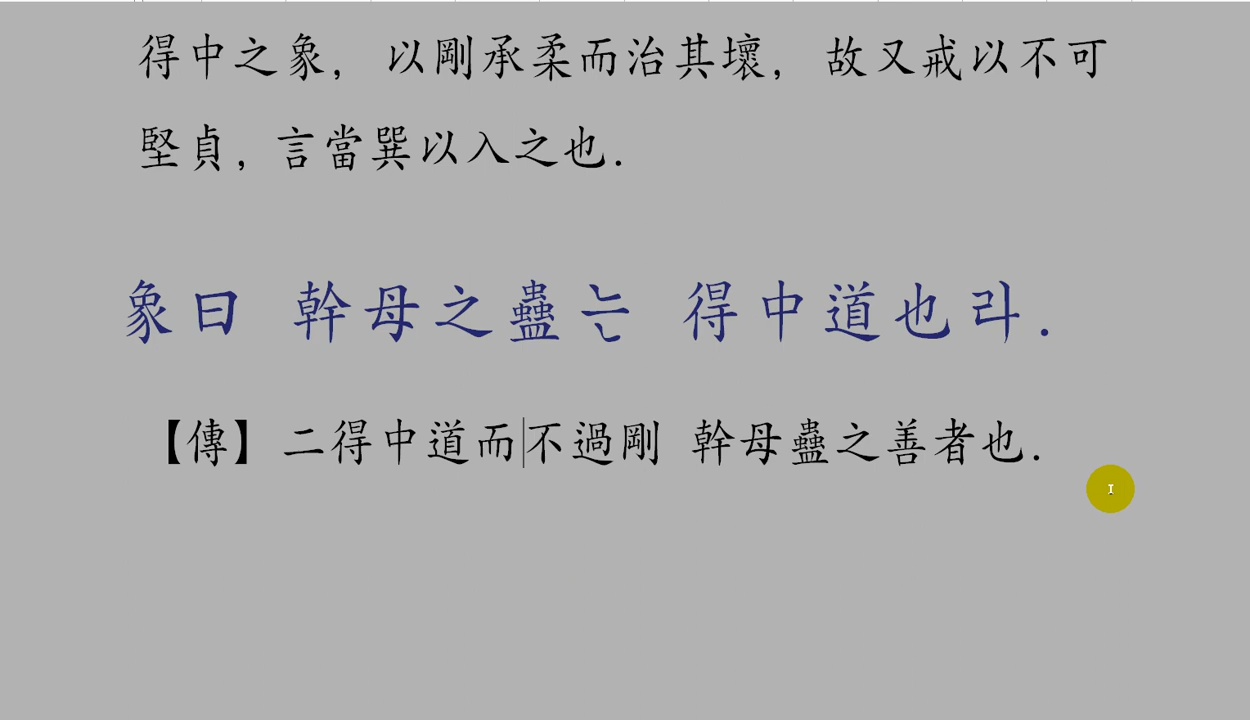 得中之象, 以剛承柔而治其壞, 故又戒以不可
堅貞, 言當巽以入之也.
象曰 幹母之蠱는 得中道也라.
【傳】 二得中道而不過剛 幹母蠱之善者也.